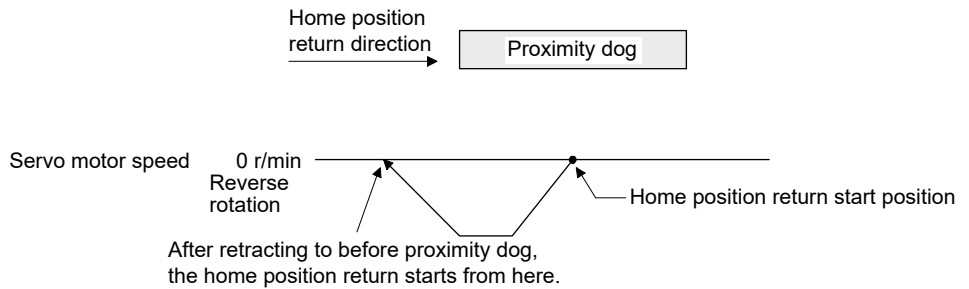 Home position
return direction
Proximity dog
Servo motor speed 0 r/min
Reverse
rotation
Home position return start position
After retracting to before proximity dog,
the home position return starts from here.